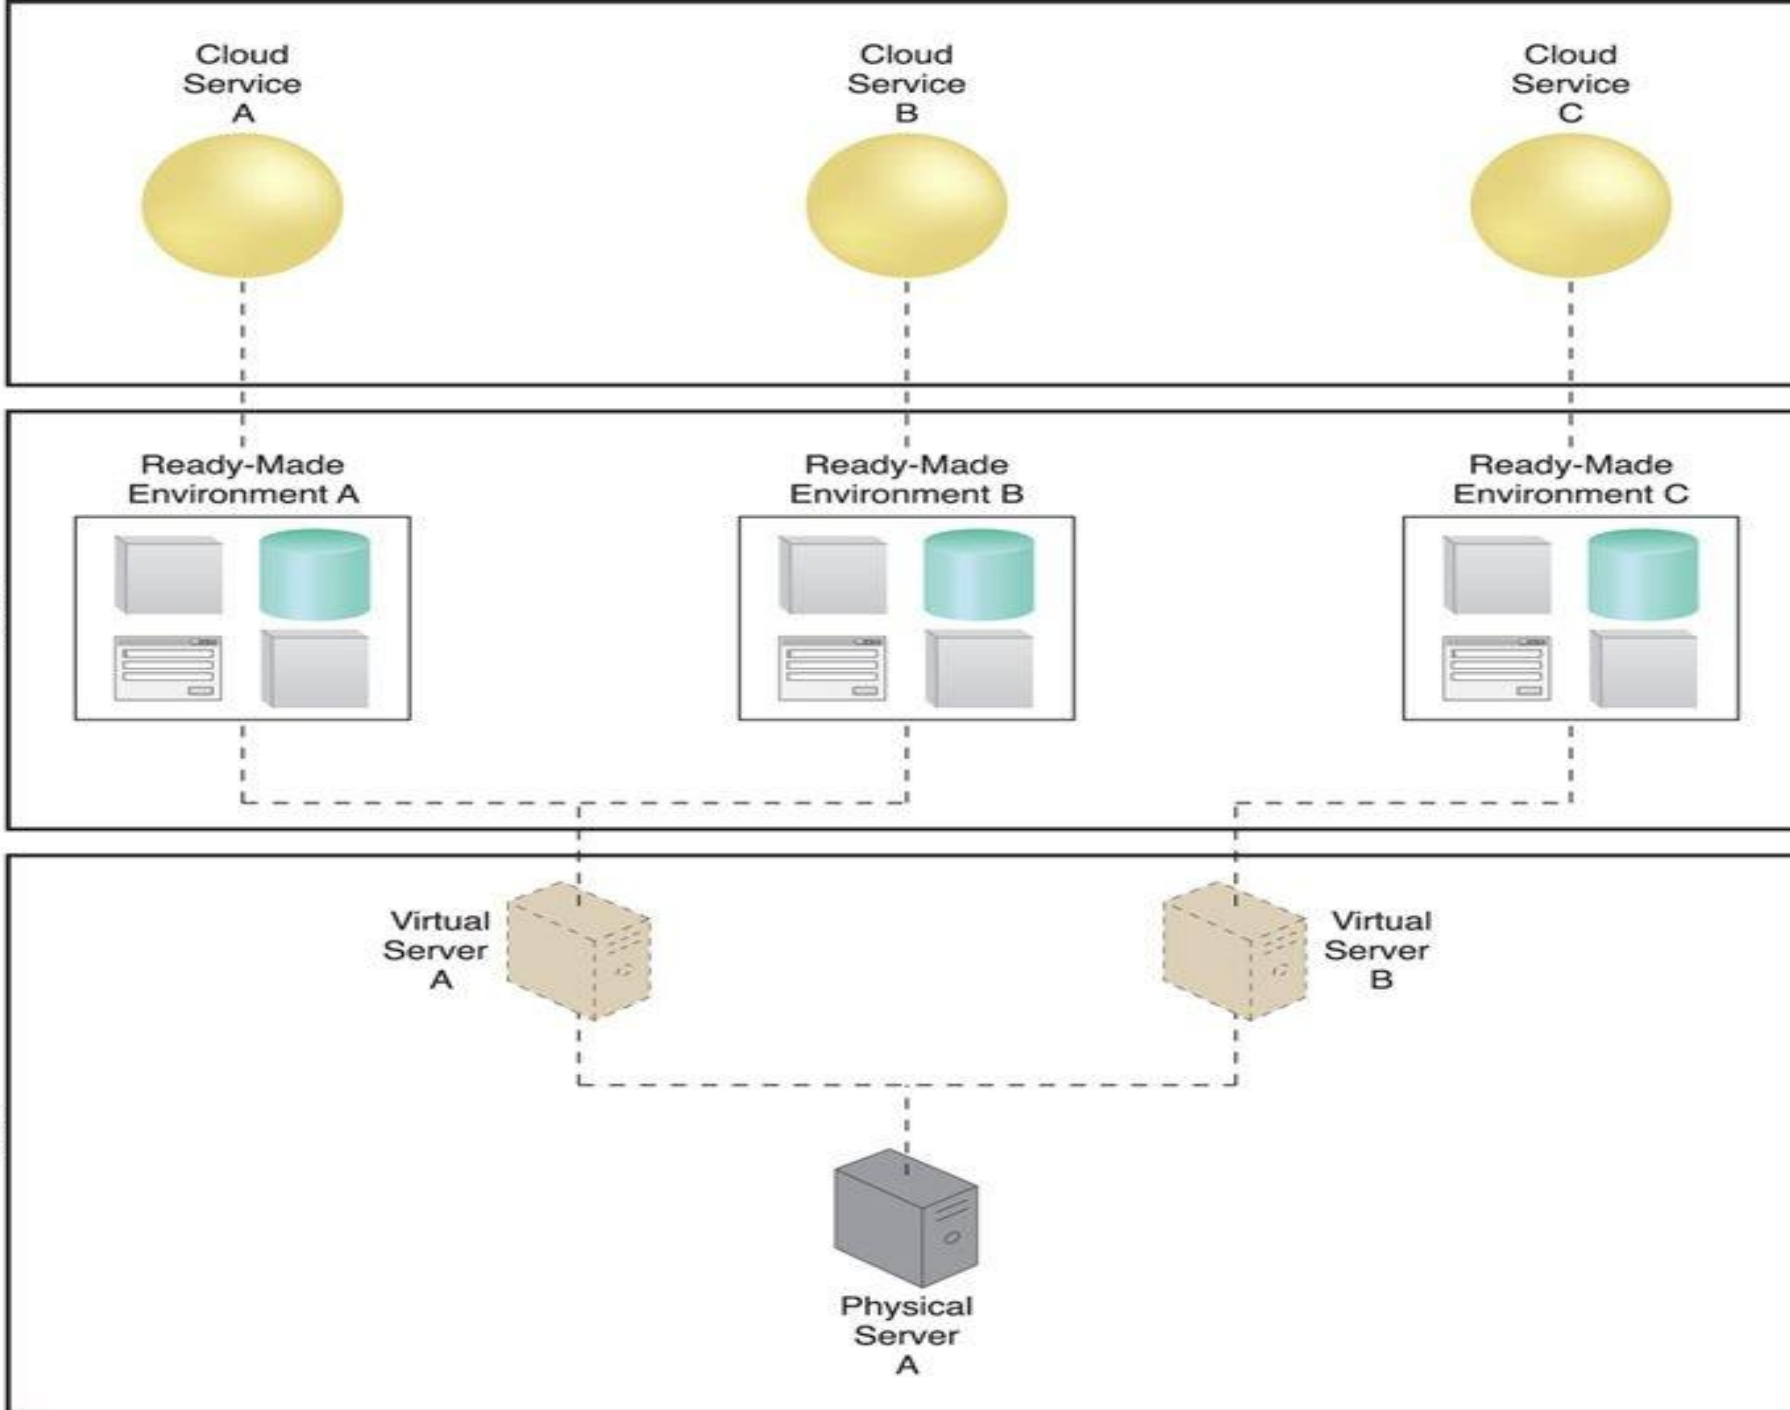 Cloud
Service
A
Cloud
Service
B
Cloud
Service
C
Ready-Made
Environment A
Ready-Made
Environment B
Ready-Made
Environment C
Virtual
Server
A
Virtual
Server
B
Physical
Server
A